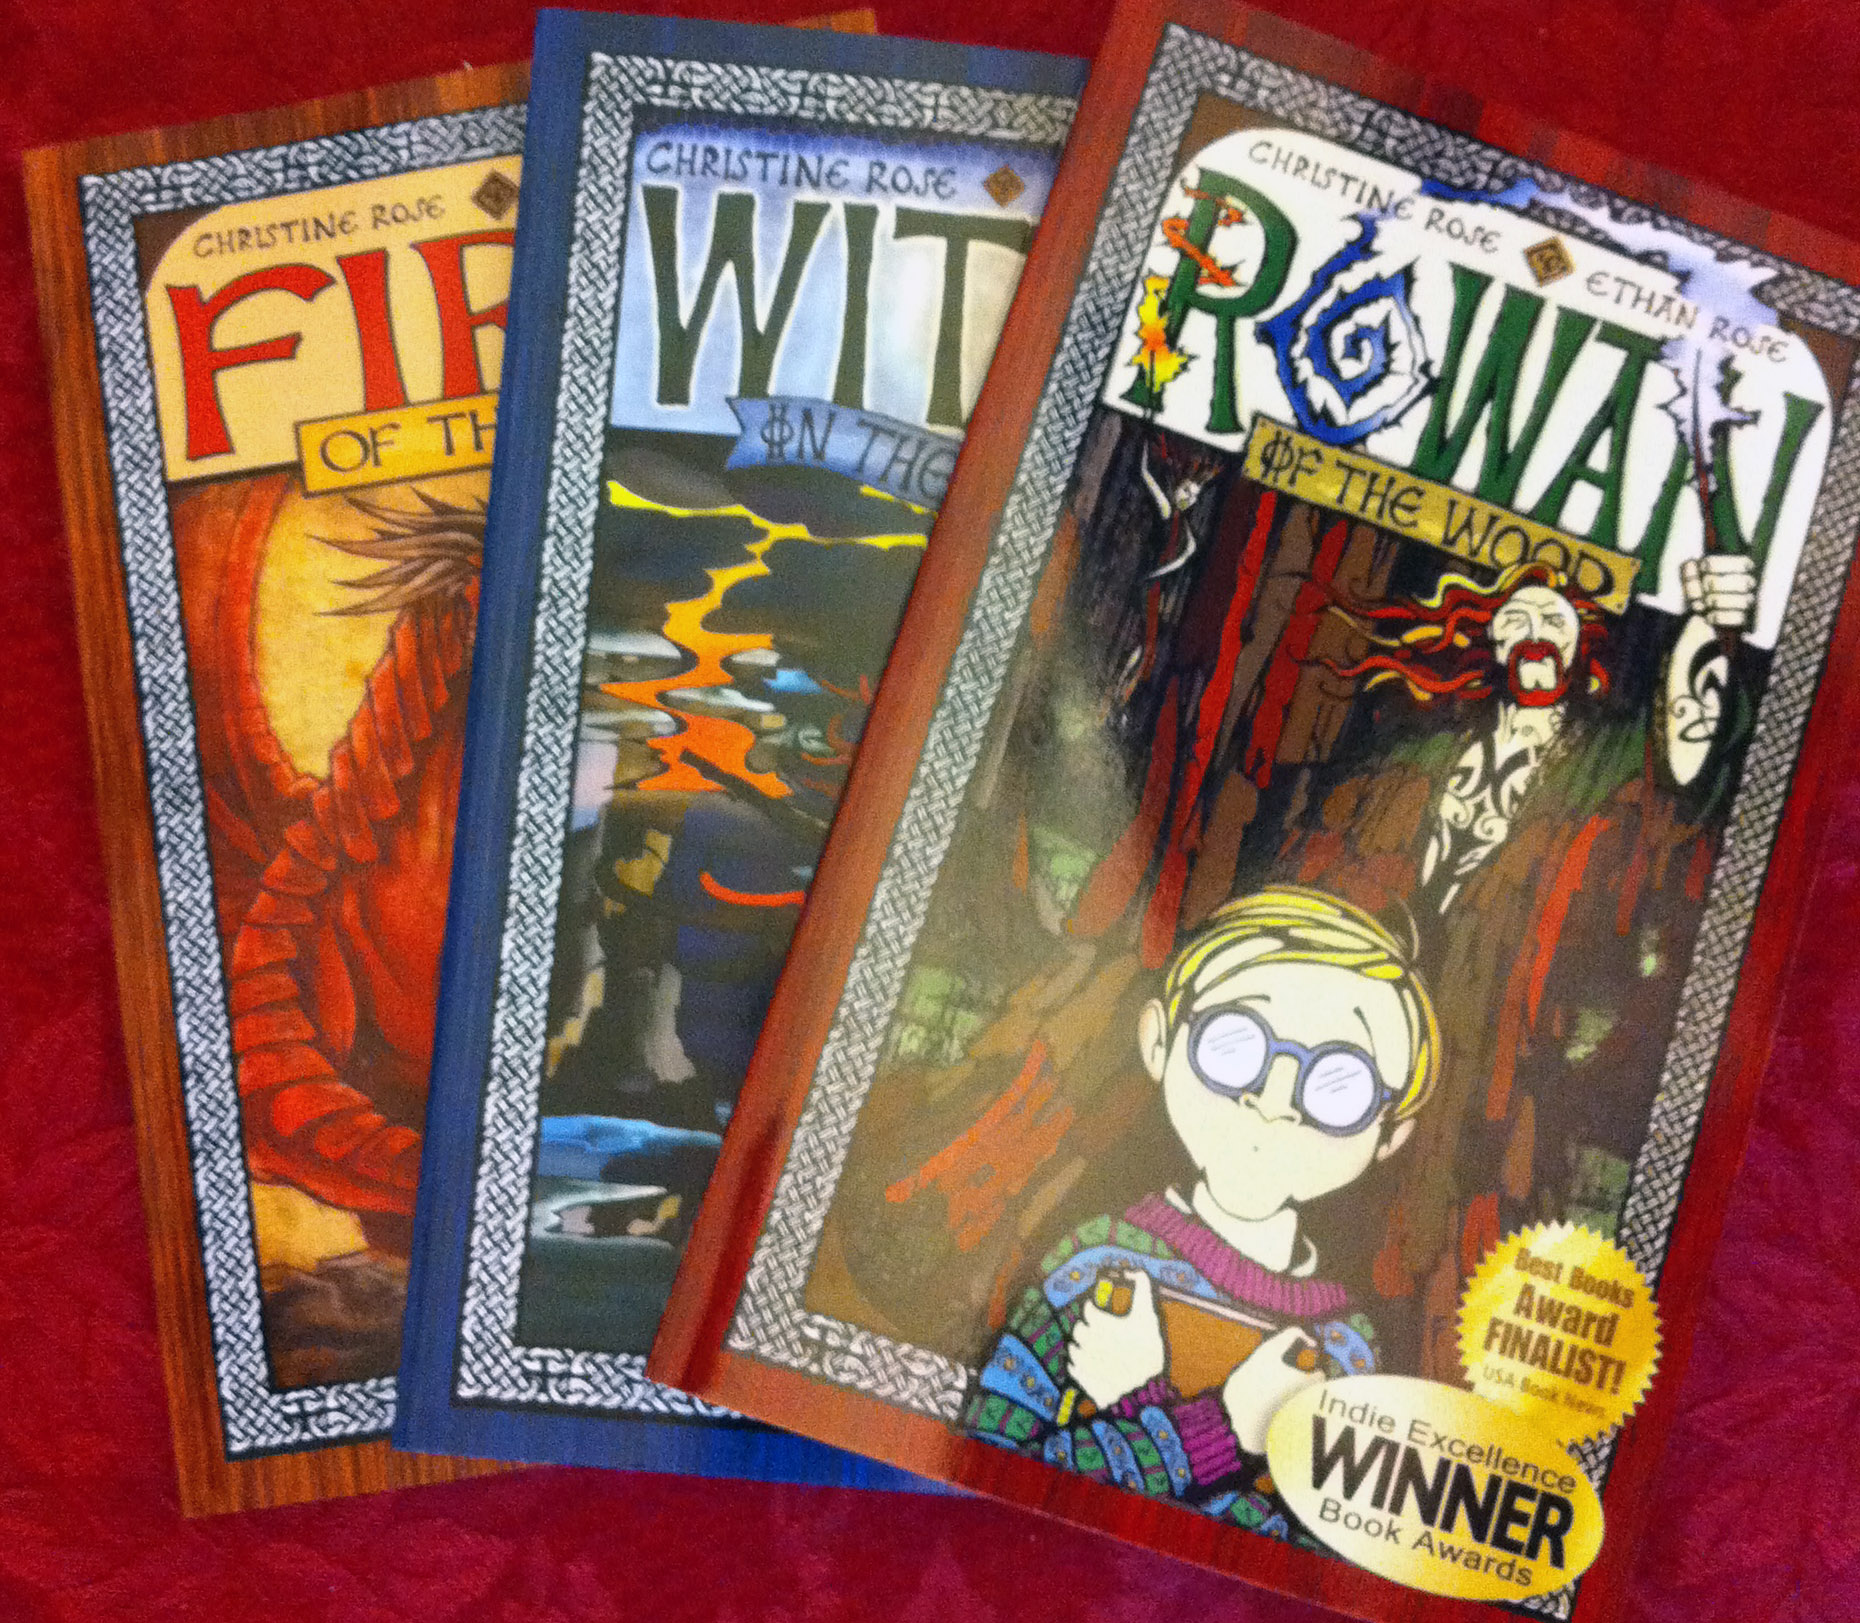 CHRISTINE ROSE
FIR
OF TH
CHRISTINE ROSE
WIT
IN THE
CHRISTINE ROSE ETHAN ROSE
ROWAN
OF THE WOOD
Best Books
Award
FINALIST!
USA Book News
Indie Excellence
WINNER
Book Awards